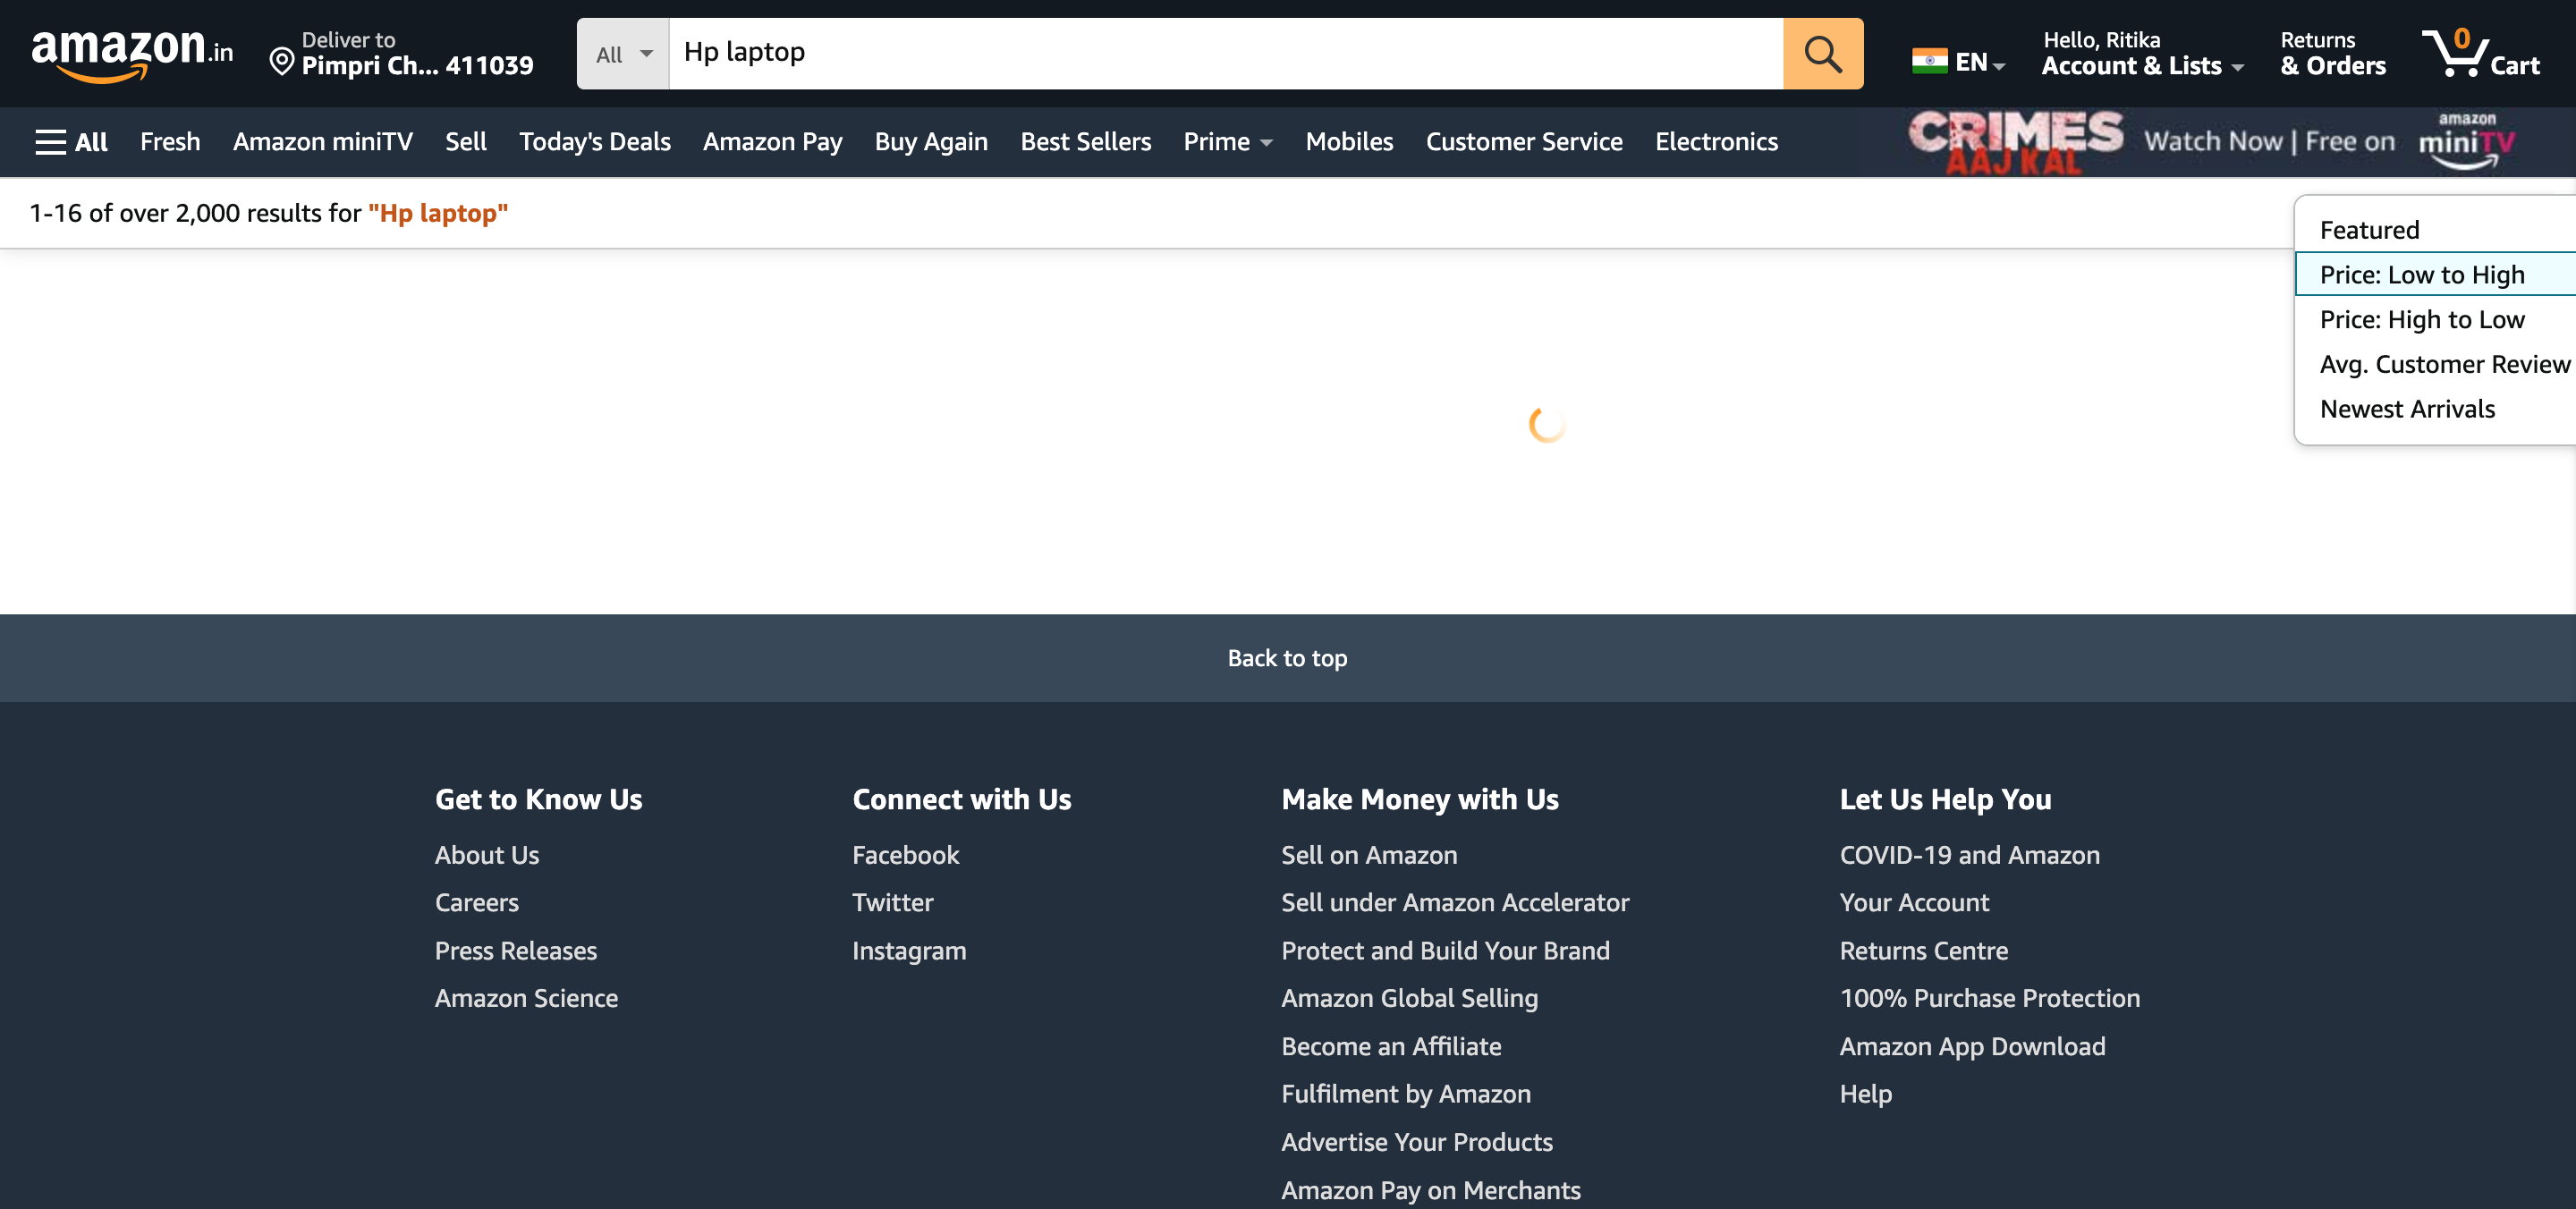 amazon.in
Deliver to
Pimpri Ch... 411039
All
Hp laptop
EN
Hello, Ritika
Account & Lists
Returns
& Orders
0
Cart
All
Fresh
Amazon miniTV
Sell
Today's Deals
Amazon Pay
Buy Again
Best Sellers
Prime
Mobiles
Customer Service
Electronics
CRIMES
AAJ KAL
Watch Now | Free on
amazon
miniTV
1-16 of over 2,000 results for "Hp laptop"
Featured
Price: Low to High
Price: High to Low
Avg. Customer Review
Newest Arrivals
Back to top
Get to Know Us
About Us
Careers
Press Releases
Amazon Science
Connect with Us
Facebook
Twitter
Instagram
Make Money with Us
Sell on Amazon
Sell under Amazon Accelerator
Protect and Build Your Brand
Amazon Global Selling
Become an Affiliate
Fulfilment by Amazon
Advertise Your Products
Amazon Pay on Merchants
Let Us Help You
COVID-19 and Amazon
Your Account
Returns Centre
100% Purchase Protection
Amazon App Download
Help